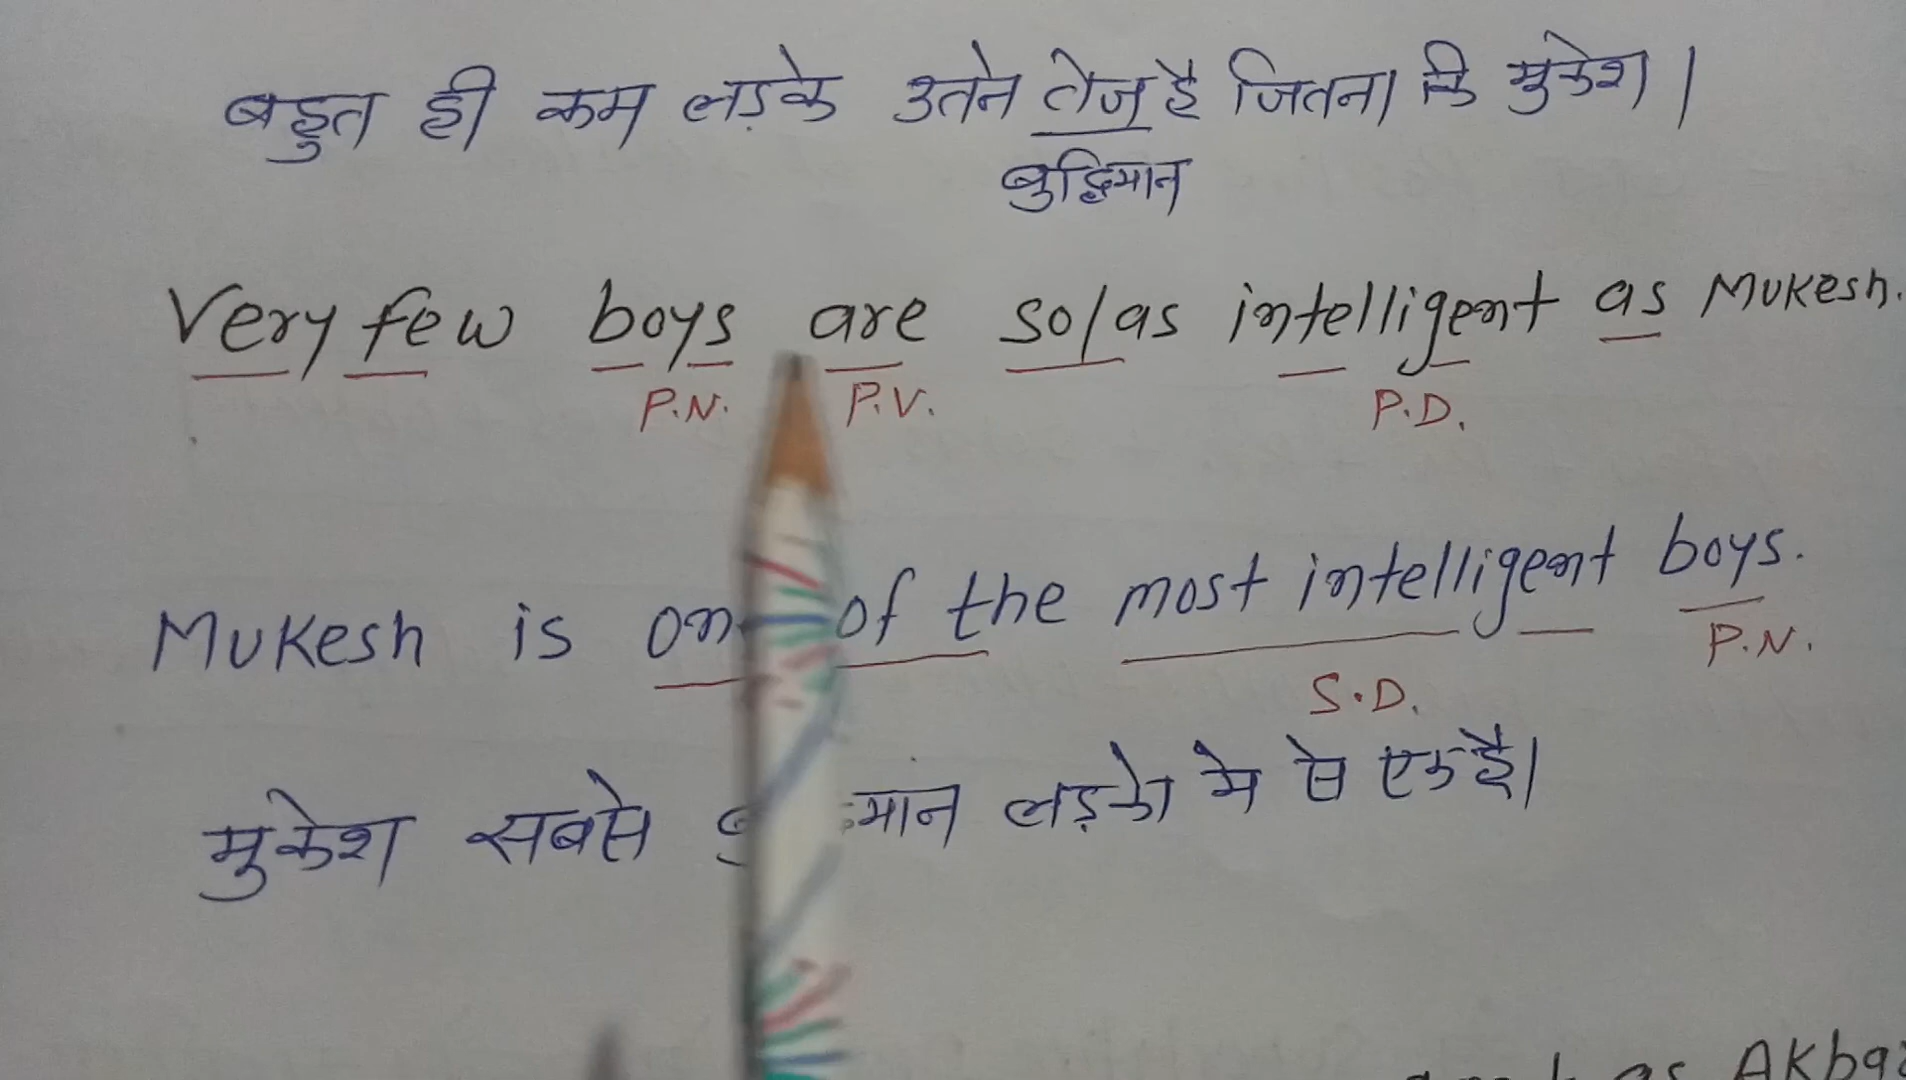 बहुत ही कम लड़के उतने तेज है जितना कि मुकेश।
बुद्धिमान
Very few boys are so/as intelligent as Mukesh.
P.N. P.V. P.D.
Mukesh is of the most intelligent boys.
S.D. P.N.
मुकेश सबसे लड़को मे से एक है।
as Akba